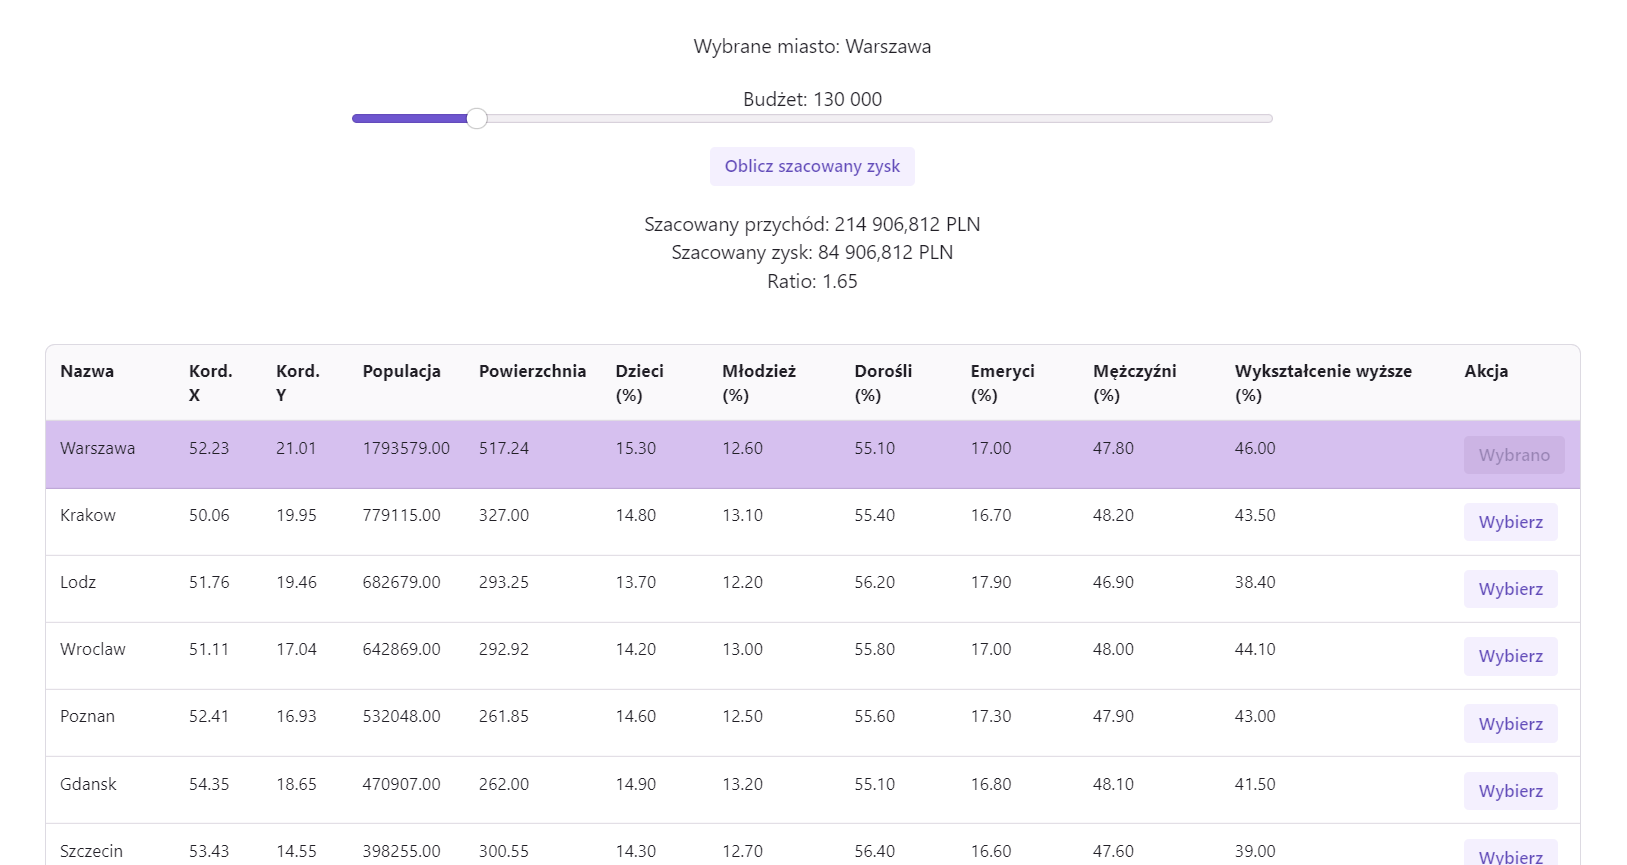 Wybrane miasto: Warszawa
Budżet: 130 000
Oblicz szacowany zysk
Szacowany przychód: 214 906,812 PLN
Szacowany zysk: 84 906,812 PLN
Ratio: 1.65
Nazwa Kord. X Kord. Y Populacja Powierzchnia Dzieci (%) Młodzież (%) Dorośli (%) Emeryci (%) Mężczyźni (%) Wykształcenie wyższe (%) Akcja
Warszawa 52.23 21.01 1793579.00 517.24 15.30 12.60 55.10 17.00 47.80 46.00 Wybrano
Krakow 50.06 19.95 779115.00 327.00 14.80 13.10 55.40 16.70 48.20 43.50 Wybierz
Lodz 51.76 19.46 682679.00 293.25 13.70 12.20 56.20 17.90 46.90 38.40 Wybierz
Wroclaw 51.11 17.04 642869.00 292.92 14.20 13.00 55.80 17.00 48.00 44.10 Wybierz
Poznan 52.41 16.93 532048.00 261.85 14.60 12.50 55.60 17.30 47.90 43.00 Wybierz
Gdansk 54.35 18.65 470907.00 262.00 14.90 13.20 55.10 16.80 48.10 41.50 Wybierz
Szczecin 53.43 14.55 398255.00 300.55 14.30 12.70 56.40 16.60 47.60 39.00 Wybierz